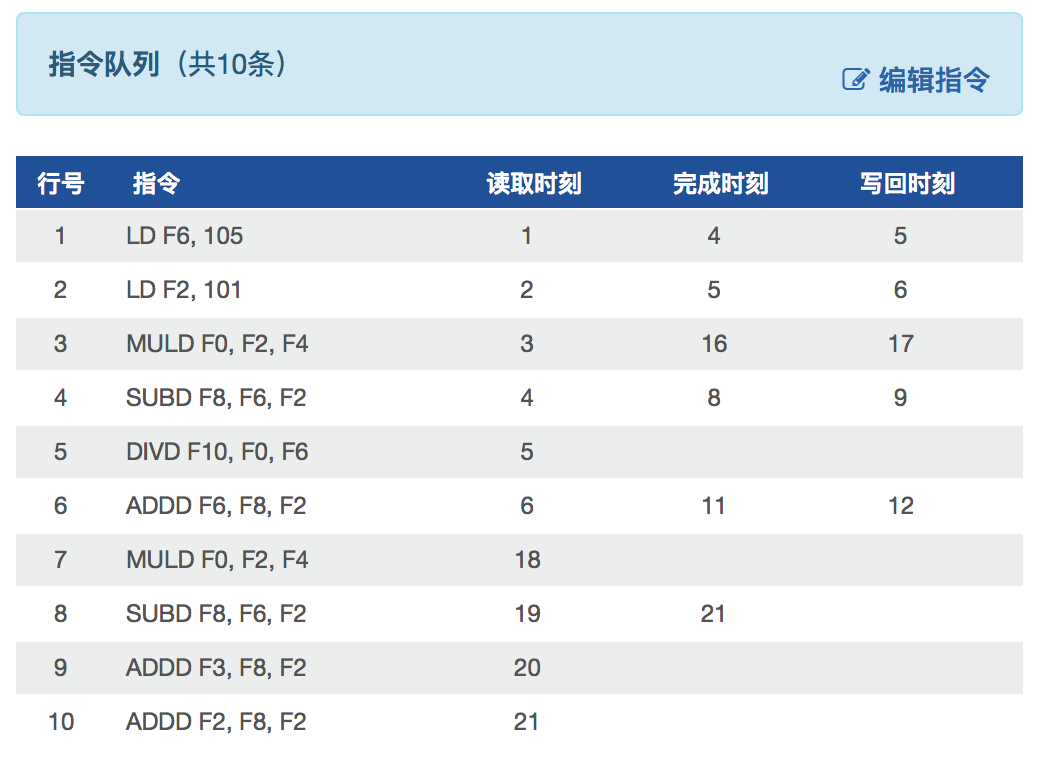 指令队列（共10条）
编辑指令
行号 指令 读取时刻 完成时刻 写回时刻
1 LD F6, 105 1 4 5
2 LD F2, 101 2 5 6
3 MULD F0, F2, F4 3 16 17
4 SUBD F8, F6, F2 4 8 9
5 DIVD F10, F0, F6 5
6 ADDD F6, F8, F2 6 11 12
7 MULD F0, F2, F4 18
8 SUBD F8, F6, F2 19 21
9 ADDD F3, F8, F2 20
10 ADDD F2, F8, F2 21